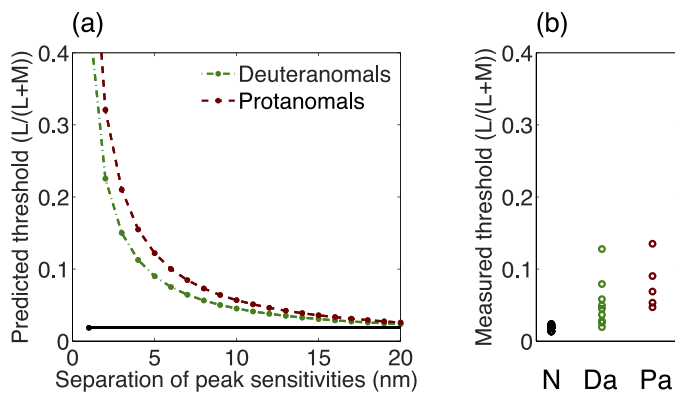 (a)
Predicted threshold (L/(L+M))
0.4
0.3
0.2
0.1
0
Deuteranomals
Protanomals
0 5 10 15 20
Separation of peak sensitivities (nm)
(b)
Measured threshold (L/(L+M))
0.4
0.3
0.2
0.1
0
N Da Pa